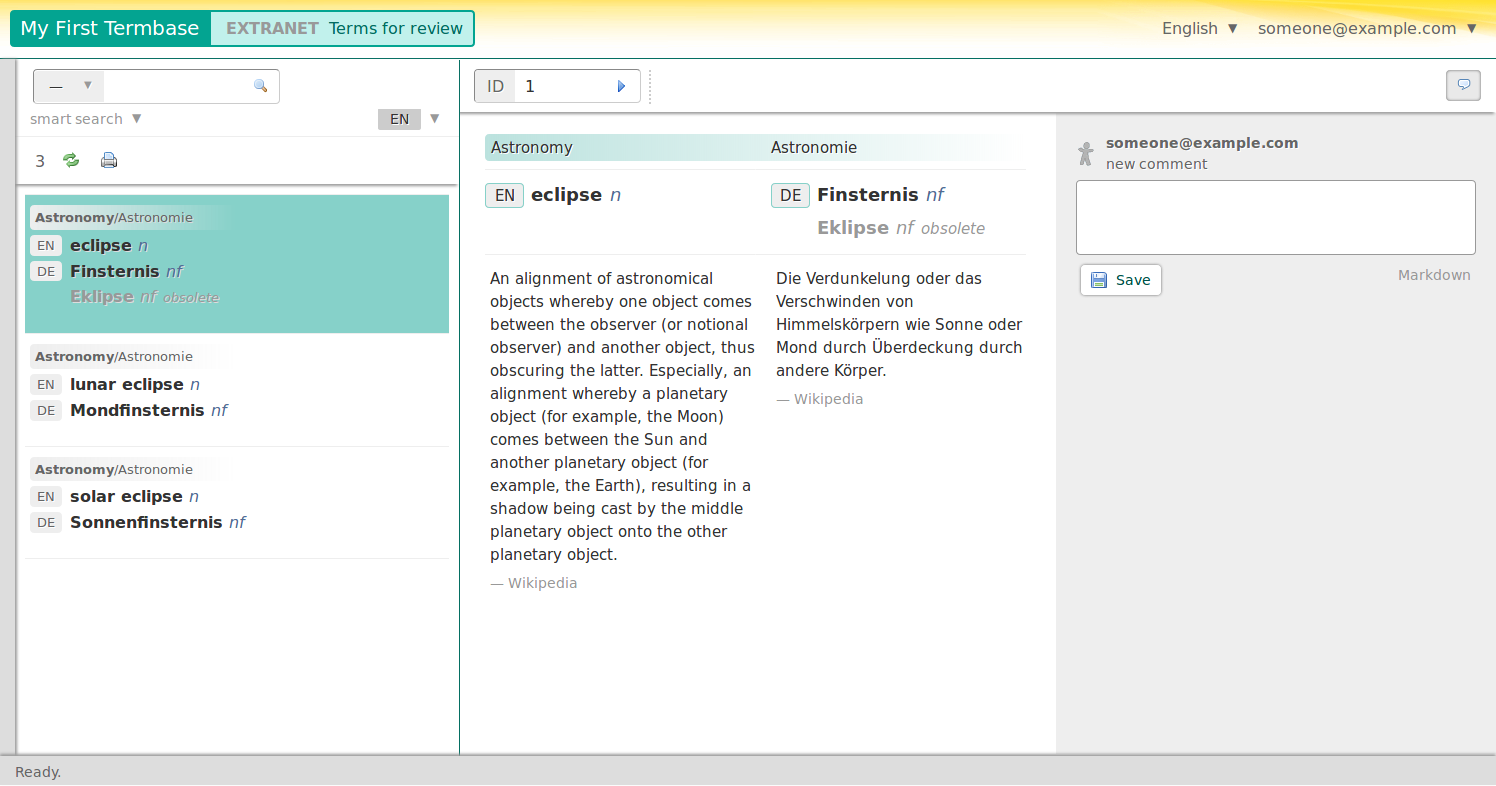 My First Termbase EXTRANET Terms for review English ▼ someone@example.com ▼
— ▼
smart search ▼ EN ▼
3
Astronomy/Astronomie
EN eclipse n
DE Finsternis nf
Eklipse nf obsolete
Astronomy/Astronomie
EN lunar eclipse n
DE Mondfinsternis nf
Astronomy/Astronomie
EN solar eclipse n
DE Sonnenfinsternis nf
ID 1
Astronomy Astronomie
EN eclipse n DE Finsternis nf
Eklipse nf obsolete
An alignment of astronomical
objects whereby one object comes
between the observer (or notional
observer) and another object, thus
obscuring the latter. Especially, an
alignment whereby a planetary
object (for example, the Moon)
comes between the Sun and
another planetary object (for
example, the Earth), resulting in a
shadow being cast by the middle
planetary object onto the other
planetary object.
— Wikipedia
Die Verdunkelung oder das
Verschwinden von
Himmelskörpern wie Sonne oder
Mond durch Überdeckung durch
andere Körper.
— Wikipedia
someone@example.com
new comment
Save Markdown
Ready.